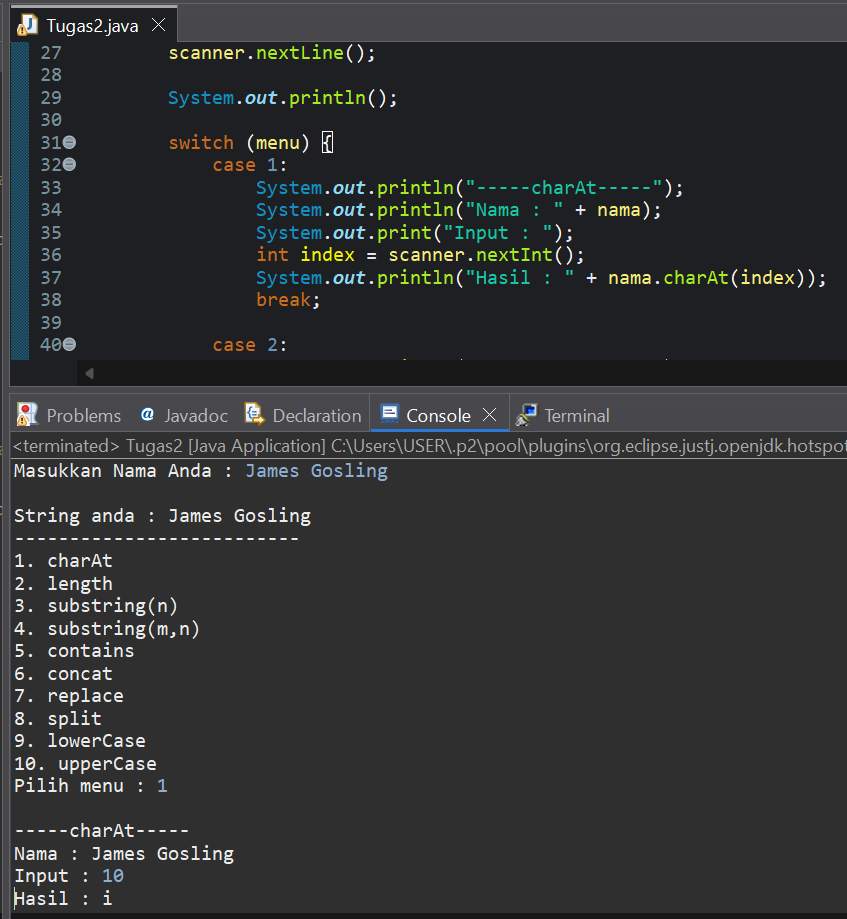 Tugas2.java
27 scanner.nextLine();
28
29 System.out.println();
30
31 switch (menu) {
32 case 1:
33 System.out.println("-----charAt-----");
34 System.out.println("Nama : " + nama);
35 System.out.print("Input : ");
36 int index = scanner.nextInt();
37 System.out.println("Hasil : " + nama.charAt(index));
38 break;
39
40 case 2:
Problems Javadoc Declaration Console Terminal
<terminated> Tugas2 [Java Application] C:\Users\USER\.p2\pool\plugins\org.eclipse.justj.openjdk.hotspot
Masukkan Nama Anda : James Gosling
String anda : James Gosling
--------------------------
1. charAt
2. length
3. substring(n)
4. substring(m,n)
5. contains
6. concat
7. replace
8. split
9. lowerCase
10. upperCase
Pilih menu : 1
-----charAt-----
Nama : James Gosling
Input : 10
Hasil : i